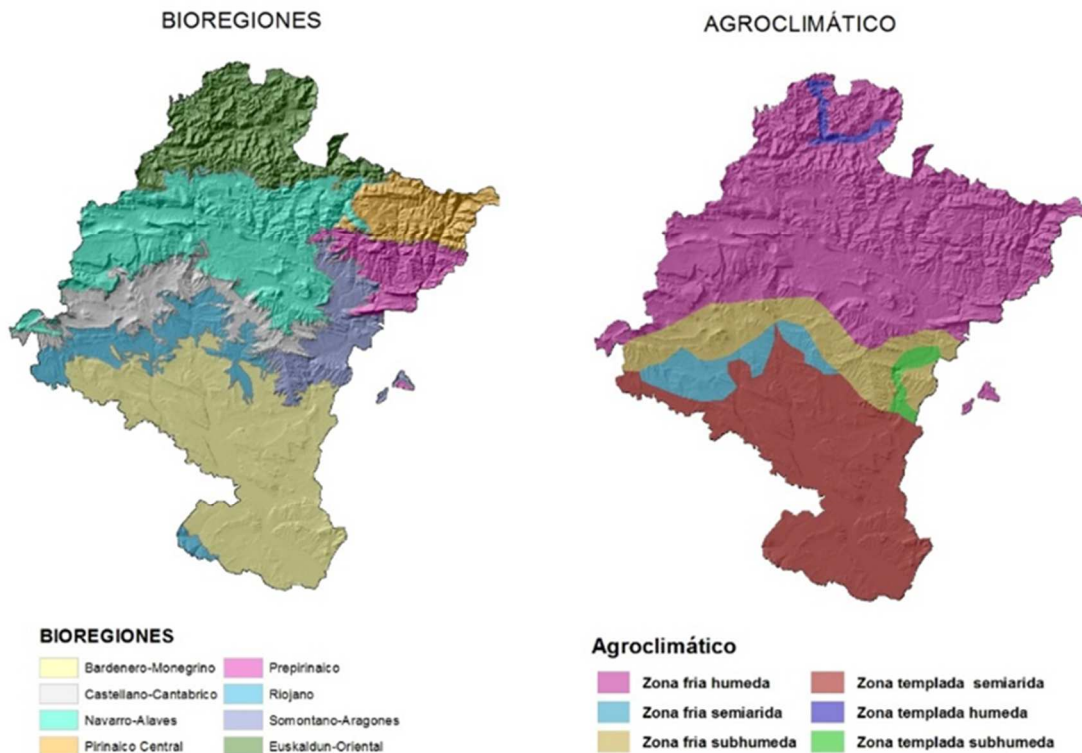 BIOREGIONES
AGROCLIMÁTICO
BIOREGIONES
Bardenero-Monegrino
Prepirinaico
Castellano-Cantabrico
Riojano
Navarro-Alaves
Somontano-Aragones
Pirinaico Central
Euskaldun-Oriental
Agroclimático
Zona fria humeda
Zona templada semiarida
Zona fria semiarida
Zona templada humeda
Zona fria subhumeda
Zona templada subhumeda